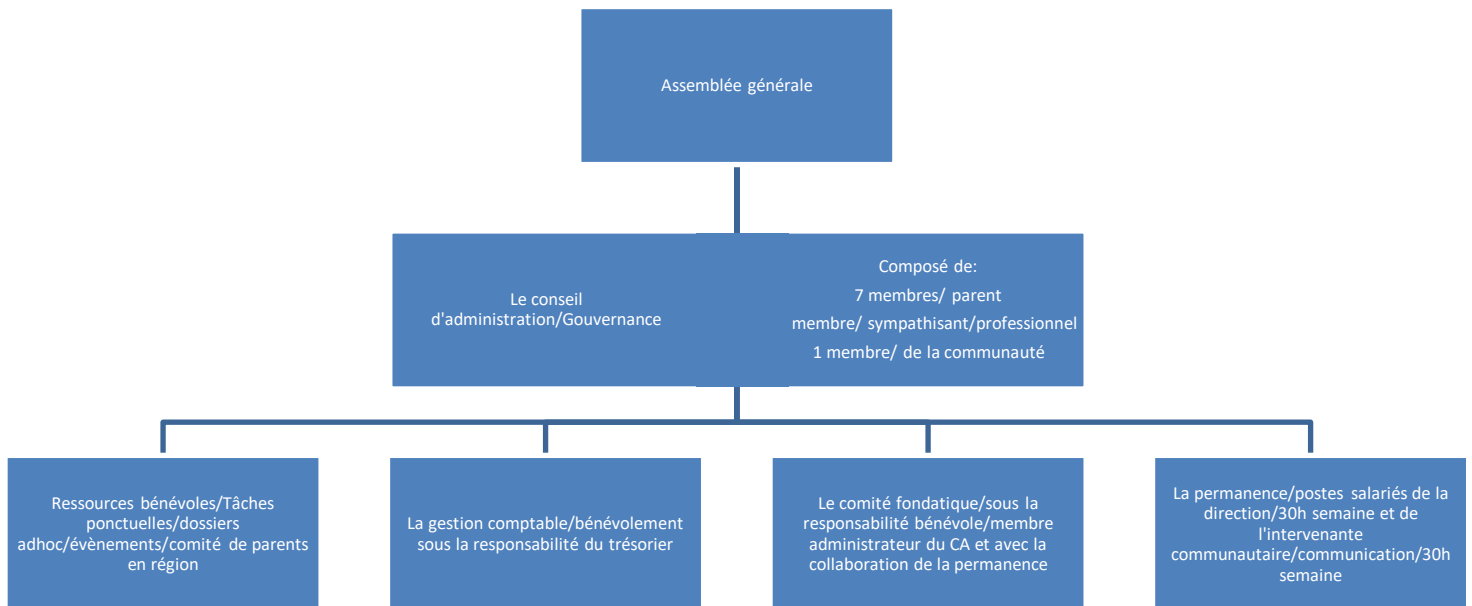 Assemblée générale
Le conseil
d'administration/Gouvernance
Composé de:
7 membres/ parent
membre/ sympathisant/professionnel
1 membre/ de la communauté
Ressources bénévoles/Tâches
ponctuelles/dossiers
adhoc/évènements/comité de parents
en région
La gestion comptable/bénévolement
sous la responsabilité du trésorier
Le comité fondatique/sous la
responsabilité bénévole/membre
administrateur du CA et avec la
collaboration de la permanence
La permanence/postes salariés de la
direction/30h semaine et de
l'intervenante
communautaire/communication/30h
semaine